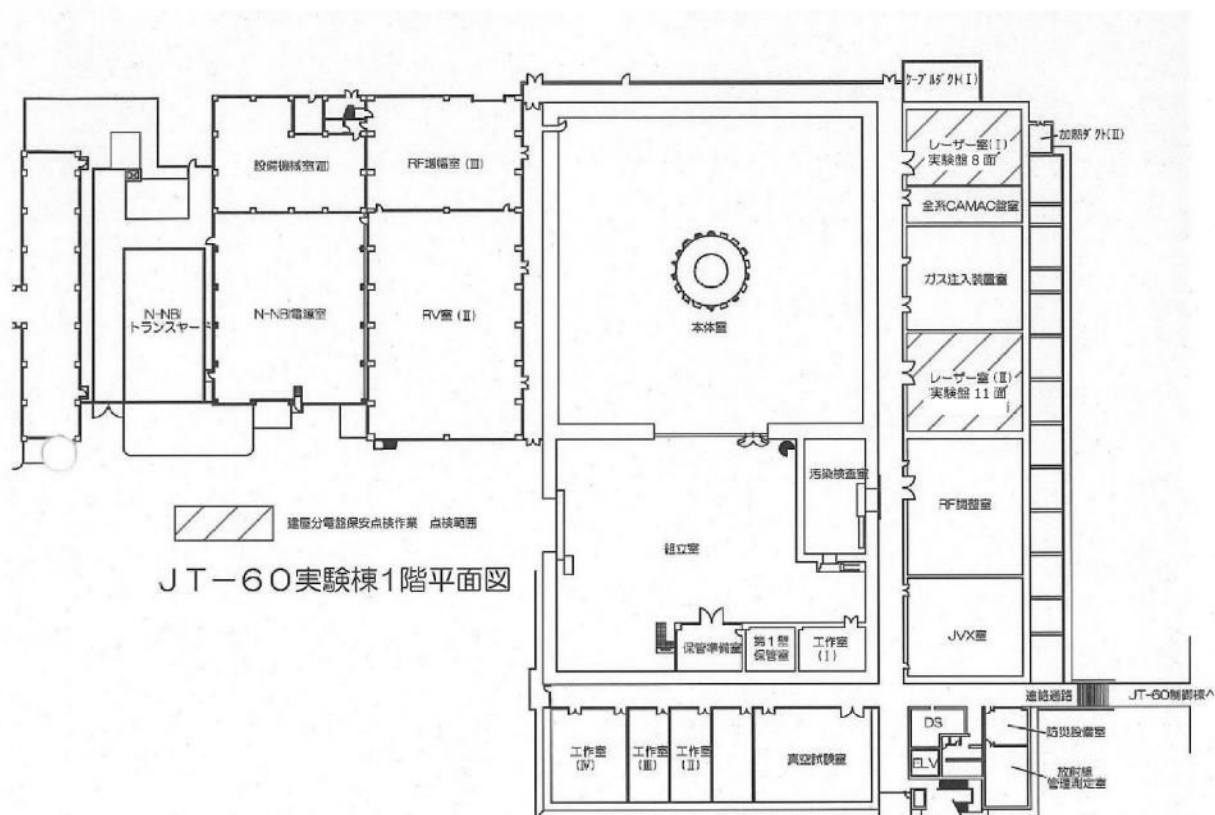 ケーブルダクト(Ⅰ)
レーザー室(Ⅰ)
実験盤8面
加熱ダクト(Ⅱ)
設備機械室(Ⅶ)
RF増幅室(Ⅲ)
全系CAMAC盤室
ガス注入装置室
N-NBI
トランスヤード
N-NBI電源室
RV室(Ⅱ)
本体室
レーザー室(Ⅱ)
実験盤11面
汚染検査室
RF調整室
建屋分電盤保安点検作業 点検範囲
組立室
JT-60実験棟1階平面図
保管準備室
第1壁
保管室
工作室
(Ⅰ)
JVX室
連絡通路
JT-60制御棟へ
工作室
(Ⅳ)
工作室
(Ⅲ)
工作室
(Ⅱ)
真空試験室
DS
ELV
防災設備室
放射線
管理測定室